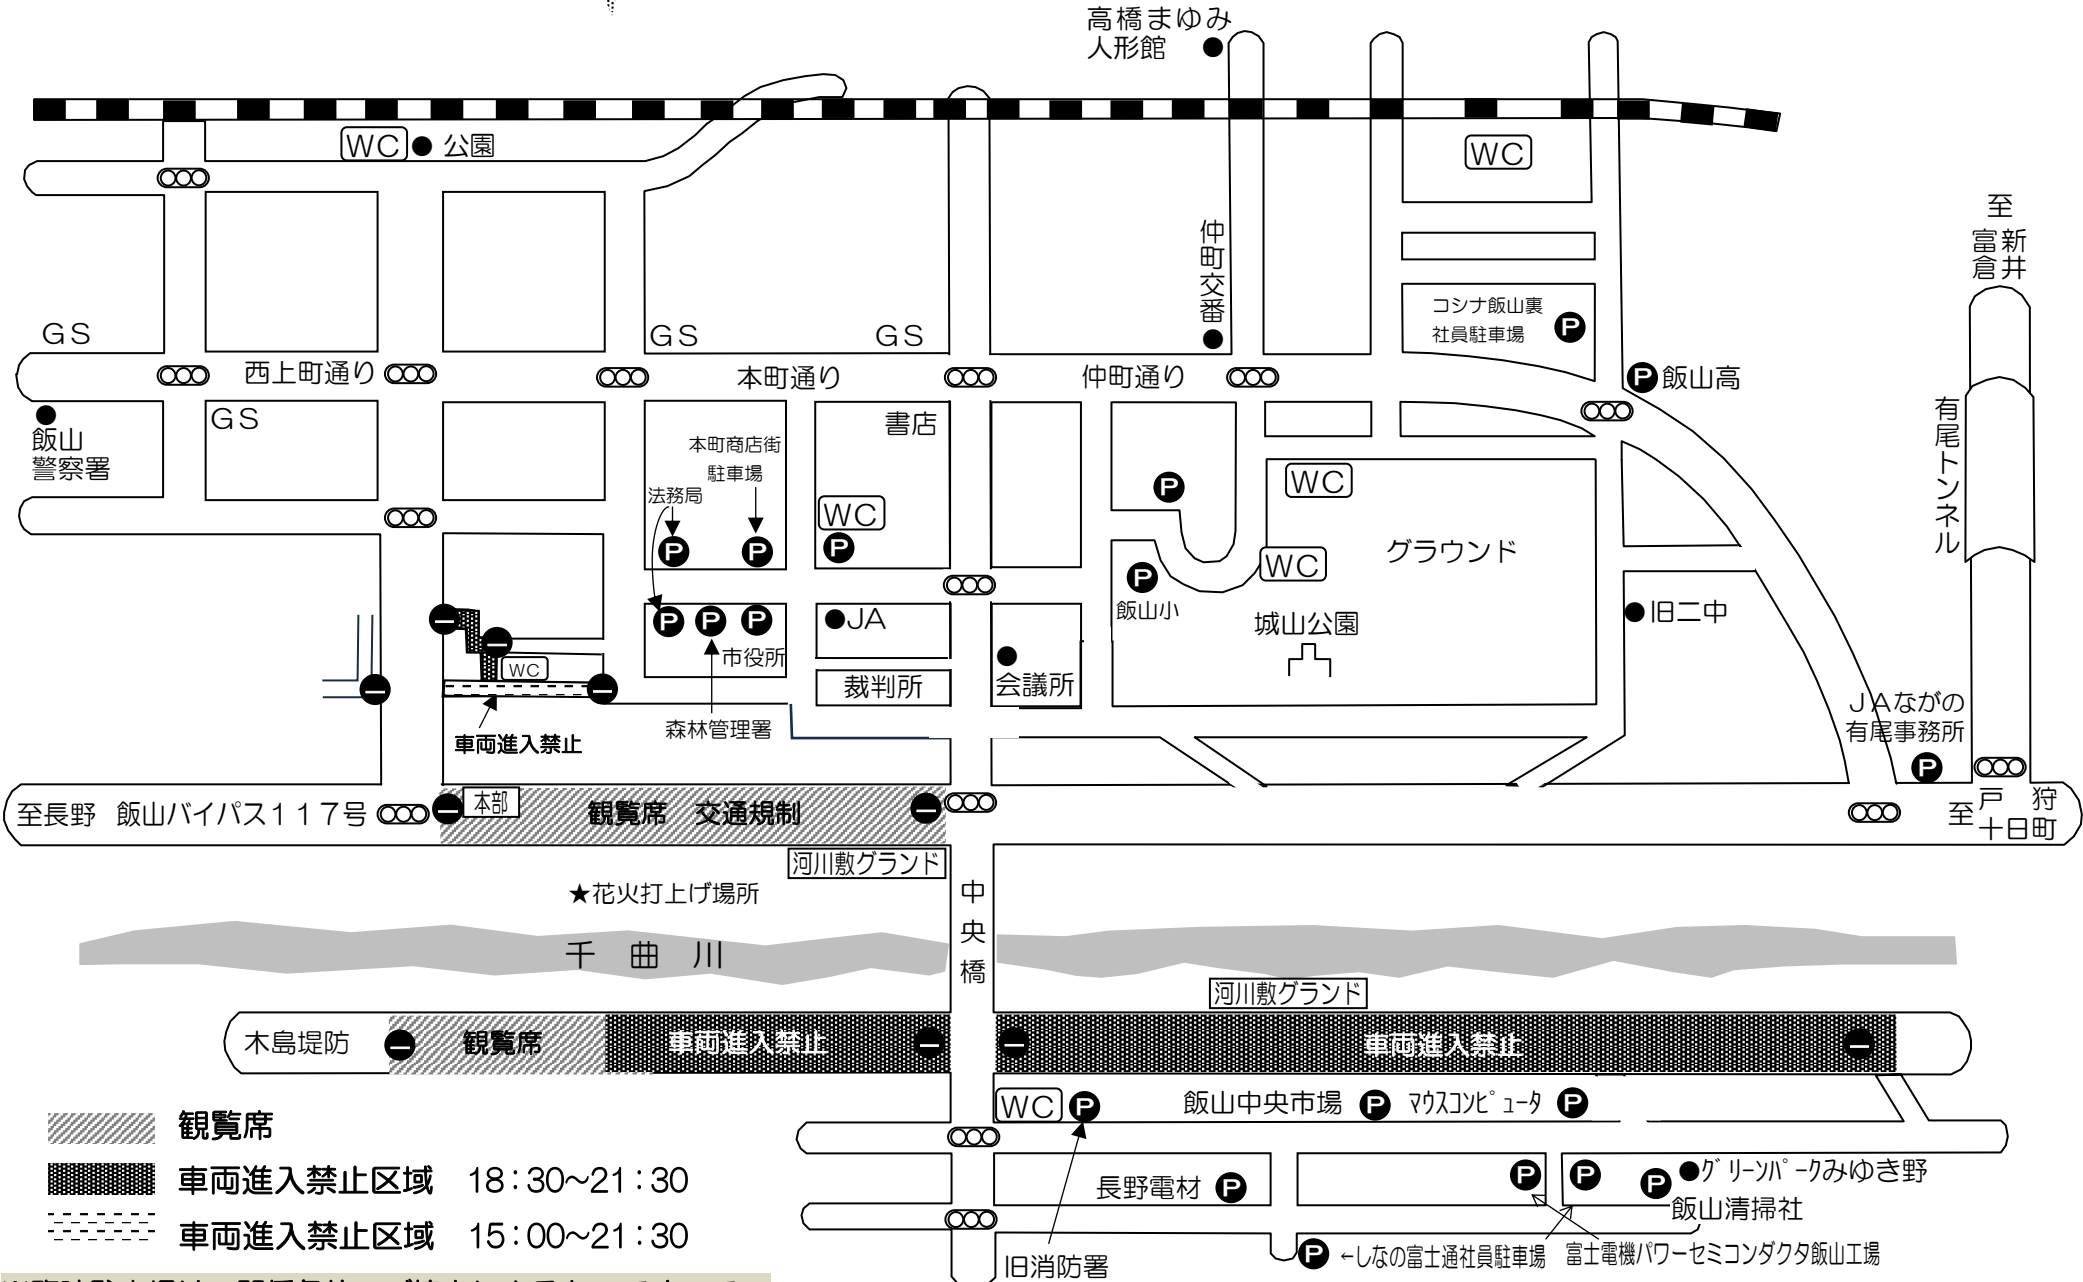 高橋まゆみ
人形館
WC
公園
WC
至
富倉
新井
仲町交番
コシナ飯山裏
社員駐車場
P
GS
GS
GS
西上町通り
本町通り
仲町通り
P
飯山高
飯山
警察署
GS
書店
本町商店街
駐車場
法務局
WC
P
P
P
P
WC
WC
グラウンド
有尾トンネル
P
飯山小
城山公園
旧二中
P
P
P
市役所
JA
裁判所
会議所
WC
森林管理署
車両進入禁止
JAながの
有尾事務所
P
至長野 飯山バイパス117号
本部
観覧席 交通規制
至
戸狩
十日町
河川敷グランド
★花火打上げ場所
中央橋
千曲川
河川敷グランド
木島堤防
観覧席
車両進入禁止
車両進入禁止
WC
P
飯山中央市場
P
マウスコンピュータ
P
観覧席
車両進入禁止区域 18:30~21:30
車両進入禁止区域 15:00~21:30
長野電材
P
P
P
P
グリーンパークみゆき野
飯山清掃社
旧消防署
P
←しなの富士通社員駐車場
富士電機パワーセミコンダクタ飯山工場